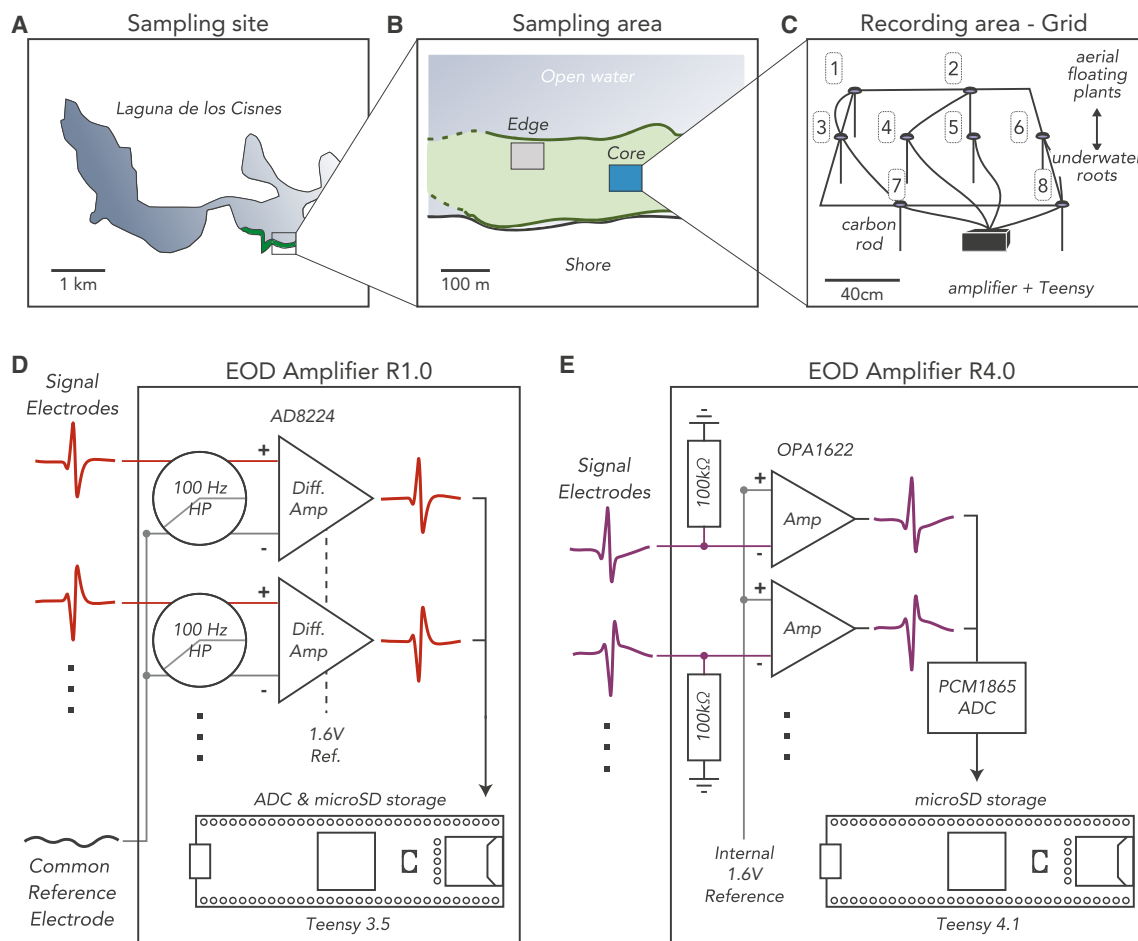 A
Sampling site
Laguna de los Cisnes
1 km
B
Sampling area
Open water
Edge
Core
Shore
100 m
C
Recording area - Grid
1
2
3
4
5
6
7
8
aerial
floating
plants
underwater
roots
carbon
rod
40cm
amplifier + Teensy
D
EOD Amplifier R1.0
Signal
Electrodes
AD8224
+
100 Hz
HP
Diff.
Amp
-
+
100 Hz
HP
Diff.
Amp
-
1.6V
Ref.
ADC & microSD storage
Common
Reference
Electrode
Teensy 3.5
E
EOD Amplifier R4.0
Signal
Electrodes
100kΩ
OPA1622
+
Amp
-
+
Amp
-
100kΩ
PCM1865
ADC
microSD storage
Internal
1.6V
Reference
Teensy 4.1